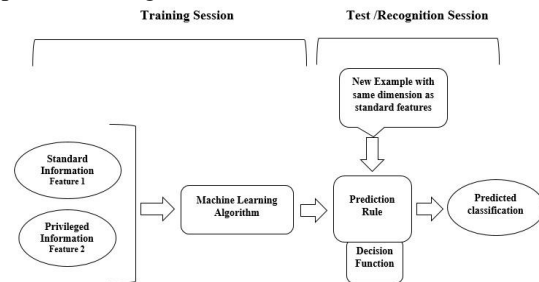 Training Session
Test /Recognition Session
New Example with
same dimension as
standard features
Standard
Information
Feature 1
Privileged
Information
Feature 2
Machine Learning
Algorithm
Prediction
Rule
Decision
Function
Predicted
classification